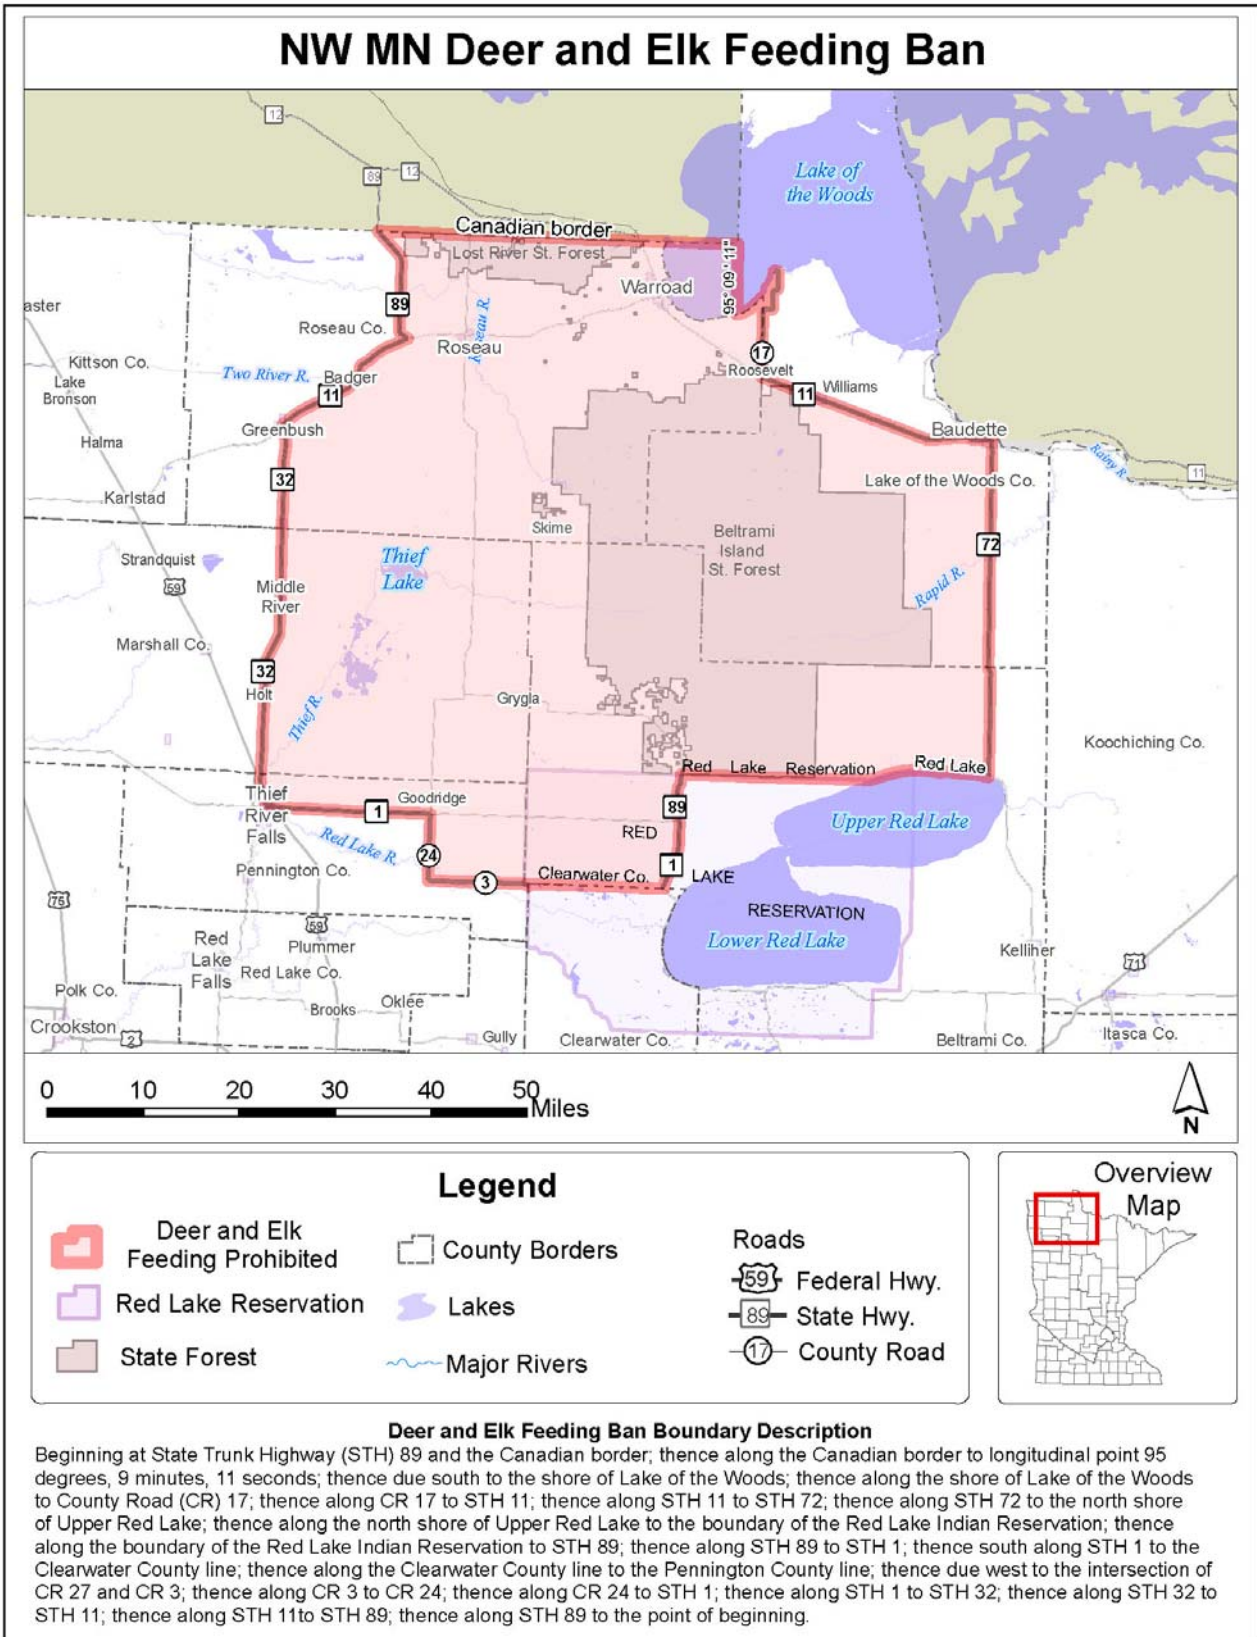 NW MN Deer and Elk Feeding Ban
12
89
12
Lake of
the Woods
Canadian border
Lost River St. Forest
95° 09' 11"
Warroad
aster
89
Roseau Co.
Roseau R.
Roseau
17
Kittson Co.
Two River R.
Badger
Roosevelt
Lake
Bronson
11
11
Williams
Halma
Greenbush
Baudette
Rainy R.
11
32
Lake of the Woods Co.
Karlstad
Skime
Beltrami
Island
St. Forest
72
Strandquist
Thief
Lake
59
Middle
River
Rapid R.
Marshall Co.
32
Holt
Thief R.
Grygla
Koochiching Co.
Red Lake Reservation
Red Lake
Thief
River
Falls
1
Goodridge
89
RED
Upper Red Lake
Red Lake R.
24
Pennington Co.
3
Clearwater Co.
1
LAKE
75
59
RESERVATION
Lower Red Lake
Red
Lake
Falls
Plummer
Red Lake Co.
Kelliher
71
Polk Co.
Brooks
Oklee
Crookston
2
Gully
Clearwater Co.
Beltrami Co.
Itasca Co.
0 10 20 30 40 50
Miles
N
Legend
Deer and Elk
Feeding Prohibited
Red Lake Reservation
State Forest
County Borders
Lakes
Major Rivers
Roads
59 Federal Hwy.
89 State Hwy.
17 County Road
Overview
Map
Deer and Elk Feeding Ban Boundary Description
Beginning at State Trunk Highway (STH) 89 and the Canadian border; thence along the Canadian border to longitudinal point 95
degrees, 9 minutes, 11 seconds; thence due south to the shore of Lake of the Woods; thence along the shore of Lake of the Woods
to County Road (CR) 17; thence along CR 17 to STH 11; thence along STH 11 to STH 72; thence along STH 72 to the north shore
of Upper Red Lake; thence along the north shore of Upper Red Lake to the boundary of the Red Lake Indian Reservation; thence
along the boundary of the Red Lake Indian Reservation to STH 89; thence along STH 89 to STH 1; thence south along STH 1 to the
Clearwater County line; thence along the Clearwater County line to the Pennington County line; thence due west to the intersection of
CR 27 and CR 3; thence along CR 3 to CR 24; thence along CR 24 to STH 1; thence along STH 1 to STH 32; thence along STH 32 to
STH 11; thence along STH 11to STH 89; thence along STH 89 to the point of beginning.